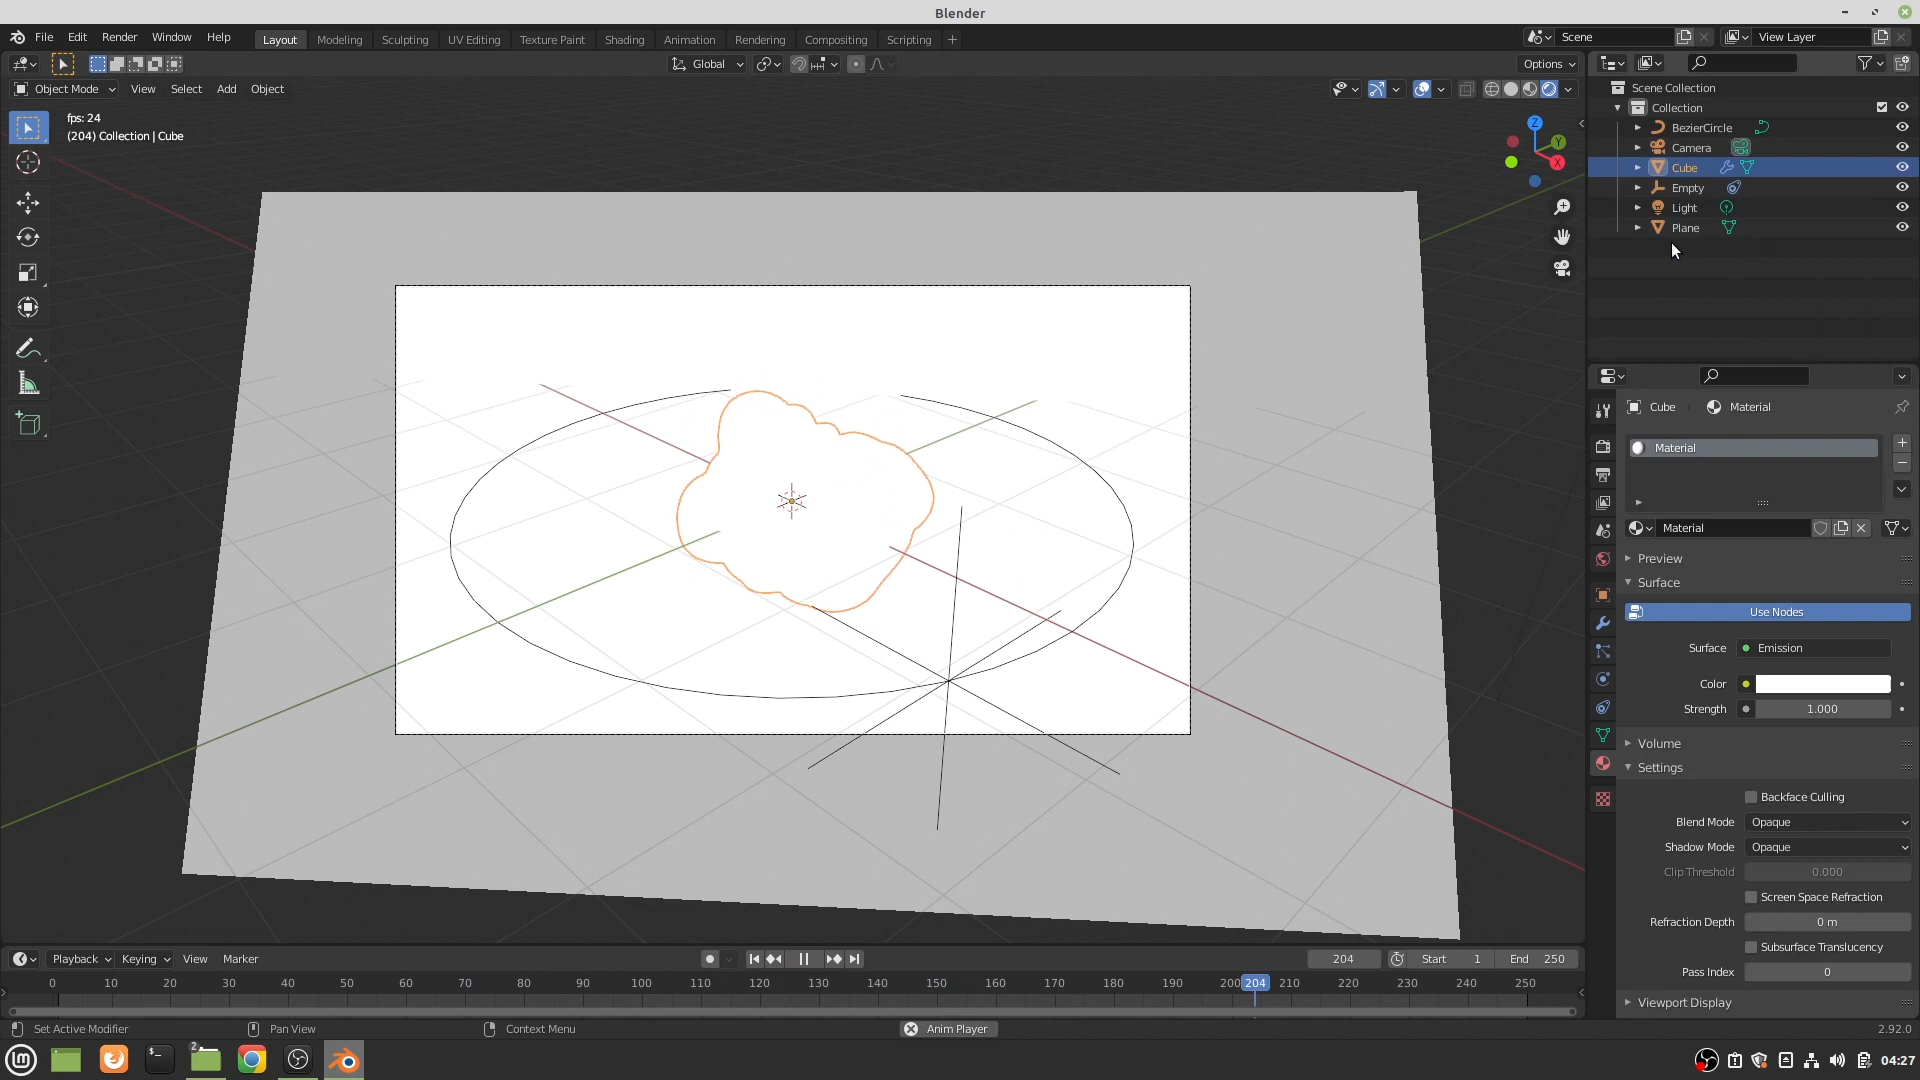 Blender
File Edit Render Window Help
Layout Modeling Sculpting UV Editing Texture Paint Shading Animation Rendering Compositing Scripting +
Scene
View Layer
Global
Options
Object Mode View Select Add Object
fps: 24
(204) Collection | Cube
Z
Y
X
Scene Collection
Collection
BezierCircle
Camera
Cube
Empty
Light
Plane
Cube Material
Material
Material
Preview
Surface
Use Nodes
Surface Emission
Color
Strength 1.000
Volume
Settings
Backface Culling
Blend Mode Opaque
Shadow Mode Opaque
Clip Threshold 0.000
Screen Space Refraction
Refraction Depth 0 m
Subsurface Translucency
Pass Index 0
Viewport Display
Playback Keying View Marker
204 Start 1 End 250
0 10 20 30 40 50 60 70 80 90 100 110 120 130 140 150 160 170 180 190 200 204 210 220 230 240 250
Set Active Modifier Pan View Context Menu Anim Player 2.92.0
2
04:27